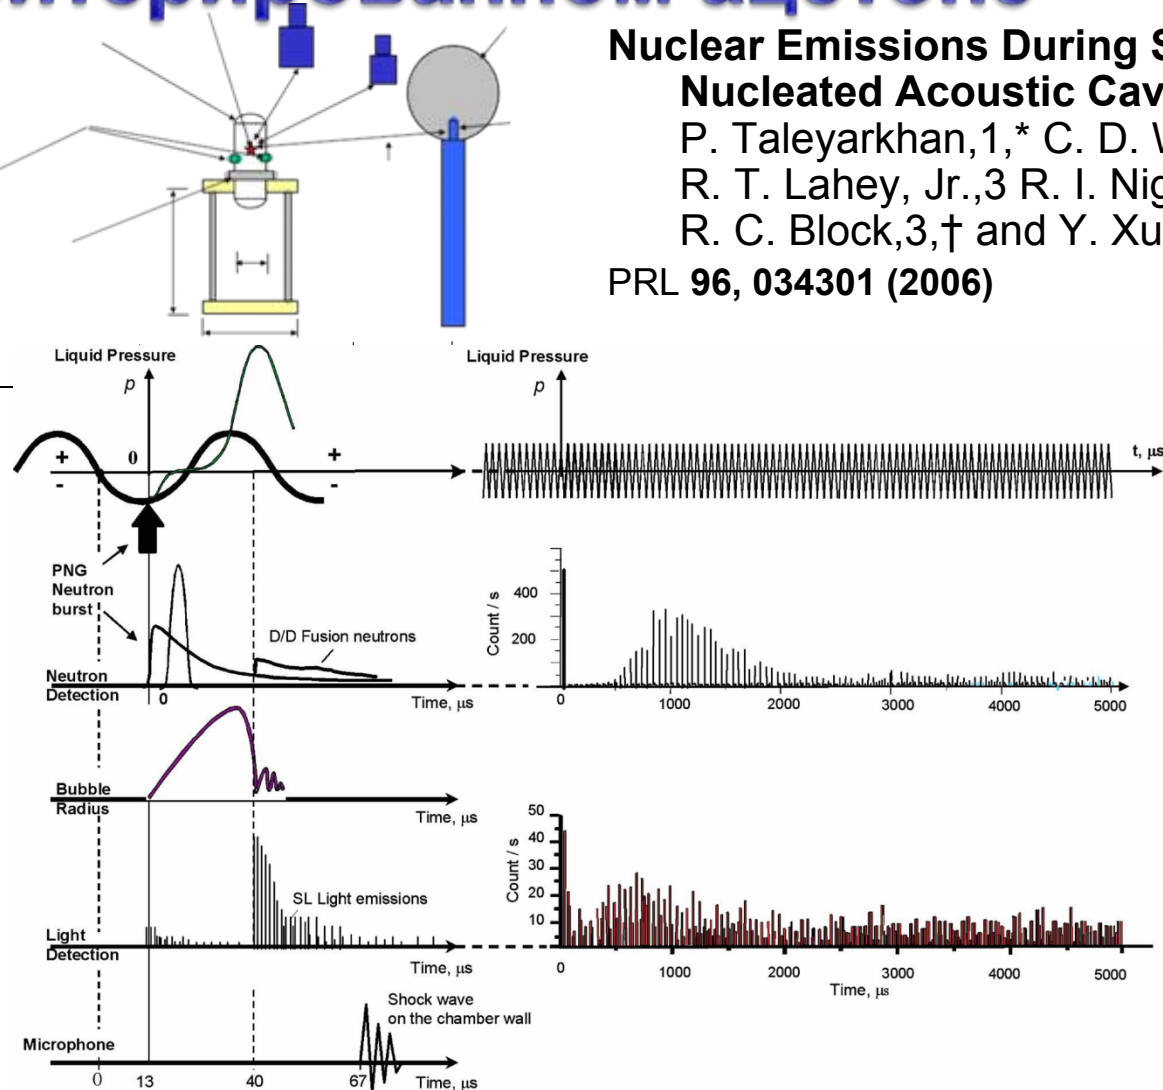 ацетоне
Nuclear Emissions During S
Nucleated Acoustic Cav
P. Taleyarkhan,1,* C. D. W
R. T. Lahey, Jr.,3 R. I. Nig
R. C. Block,3,† and Y. Xu
PRL 96, 034301 (2006)
Liquid Pressure
p
+
0
+
-
-
PNG
Neutron
burst
D/D Fusion neutrons
Neutron
Detection
0
Time, µs
Bubble
Radius
Time, µs
SL Light emissions
Light
Detection
Time, µs
Shock wave
on the chamber wall
Microphone
0
13
40
67
Time, µs
Liquid Pressure
p
t, µs
Count / s
400
200
0
1000
2000
3000
4000
5000
Count / s
50
40
30
20
10
0
1000
2000
3000
4000
5000
Time, µs